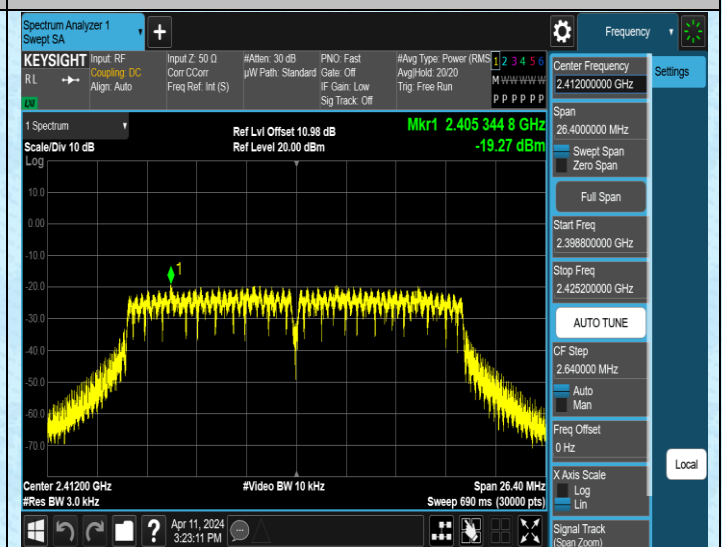 Spectrum Analyzer 1
Swept SA
+
Frequency
KEYSIGHT
RL
LXI
Input: RF
Coupling: DC
Align: Auto
Input Z: 50 Ω
Corr CCorr
Freq Ref: Int (S)
#Atten: 30 dB
µW Path: Standard
PNO: Fast
Gate: Off
IF Gain: Low
Sig Track: Off
#Avg Type: Power (RMS
Avg|Hold: 20/20
Trig: Free Run
1 2 3 4 5 6
M W W W W W
P P P P P P
1 Spectrum
Scale/Div 10 dB
Log
Ref Lvl Offset 10.98 dB
Ref Level 20.00 dBm
Mkr1 2.405 344 8 GHz
-19.27 dBm
10.0
0.00
-10.0
-20.0
-30.0
-40.0
-50.0
-60.0
-70.0
1
Center 2.41200 GHz
#Res BW 3.0 kHz
#Video BW 10 kHz
Span 26.40 MHz
Sweep 690 ms (30000 pts)
Center Frequency
2.412000000 GHz
Settings
Span
26.4000000 MHz
Swept Span
Zero Span
Full Span
Start Freq
2.398800000 GHz
Stop Freq
2.425200000 GHz
AUTO TUNE
CF Step
2.640000 MHz
Auto
Man
Freq Offset
0 Hz
X Axis Scale
Log
Lin
Local
Signal Track
(Span Zoom)
?
Apr 11, 2024
3:23:11 PM